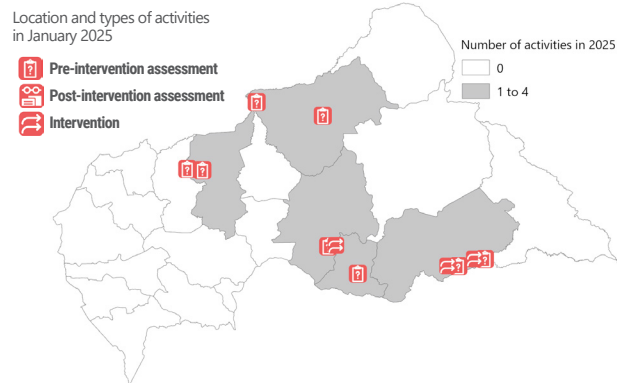 Location and types of activities
in January 2025
Pre-intervention assessment
Post-intervention assessment
Intervention
Number of activities in 2025
0
1 to 4